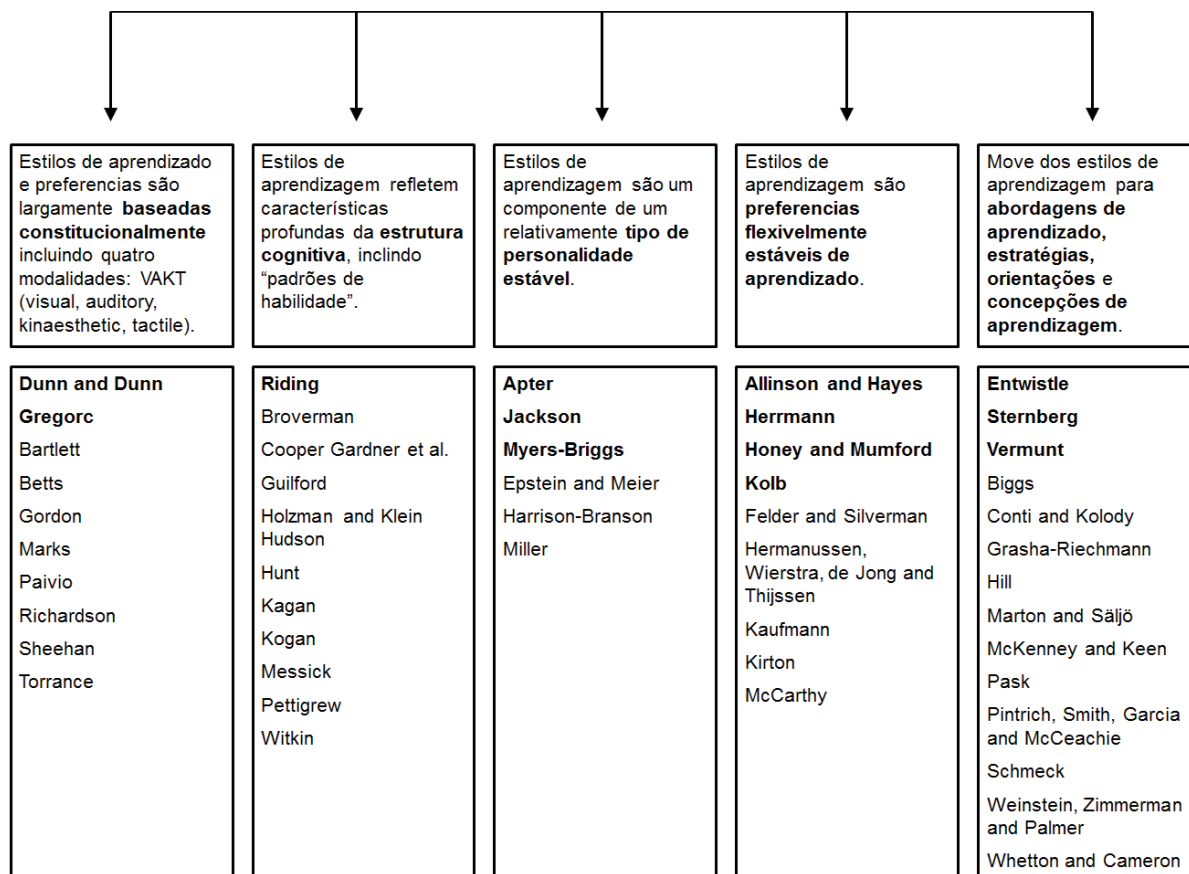 Estilos de aprendizado
e preferencias são
largamente baseadas
constitucionalmente
incluindo quatro
modalidades: VAKT
(visual, auditory,
kinaesthetic, tactile).
Estilos de
aprendizagem refletem
características
profundas da estrutura
cognitiva, inclindo
“padrões de
habilidade”.
Estilos de
aprendizagem são um
componente de um
relativamente tipo de
personalidade
estável.
Estilos de
aprendizagem são
preferencias
flexivelmente
estáveis de
aprendizado.
Move dos estilos de
aprendizagem para
abordagens de
aprendizado,
estratégias,
orientações e
concepções de
aprendizagem.
Dunn and Dunn
Gregorc
Bartlett
Betts
Gordon
Marks
Paivio
Richardson
Sheehan
Torrance
Riding
Broverman
Cooper Gardner et al.
Guilford
Holzman and Klein
Hudson
Hunt
Kagan
Kogan
Messick
Pettigrew
Witkin
Apter
Jackson
Myers-Briggs
Epstein and Meier
Harrison-Branson
Miller
Allinson and Hayes
Herrmann
Honey and Mumford
Kolb
Felder and Silverman
Hermanussen,
Wierstra, de Jong and
Thijssen
Kaufmann
Kirton
McCarthy
Entwistle
Sternberg
Vermunt
Biggs
Conti and Kolody
Grasha-Riechmann
Hill
Marton and Säljö
McKenney and Keen
Pask
Pintrich, Smith, Garcia
and McCeachie
Schmeck
Weinstein, Zimmerman
and Palmer
Whetton and Cameron